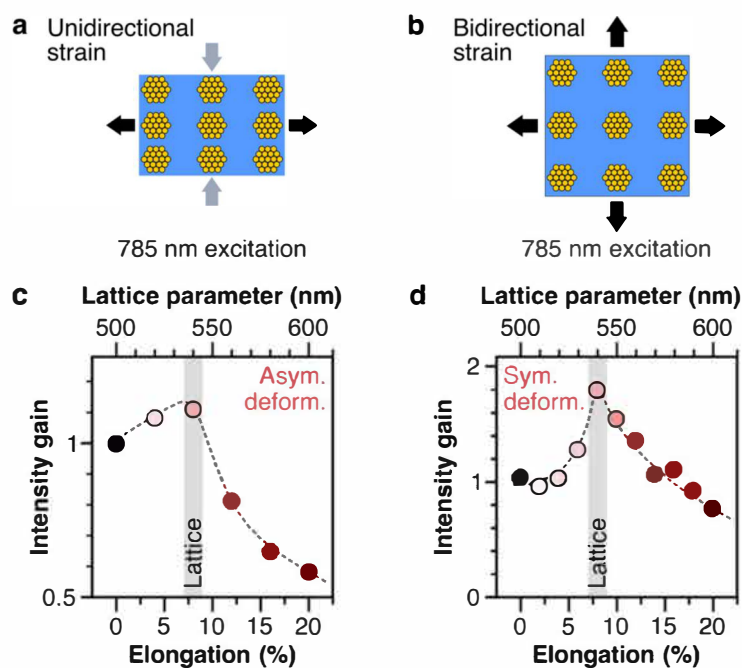 a Unidirectional
strain
b Bidirectional
strain
785 nm excitation
785 nm excitation
c
Lattice parameter (nm)
500 550 600
Asym.
deform.
1
0.5
Intensity gain
Lattice
0 5 10 15 20
Elongation (%)
d
Lattice parameter (nm)
500 550 600
Sym.
deform.
2
1
0
Intensity gain
Lattice
0 5 10 15 20
Elongation (%)